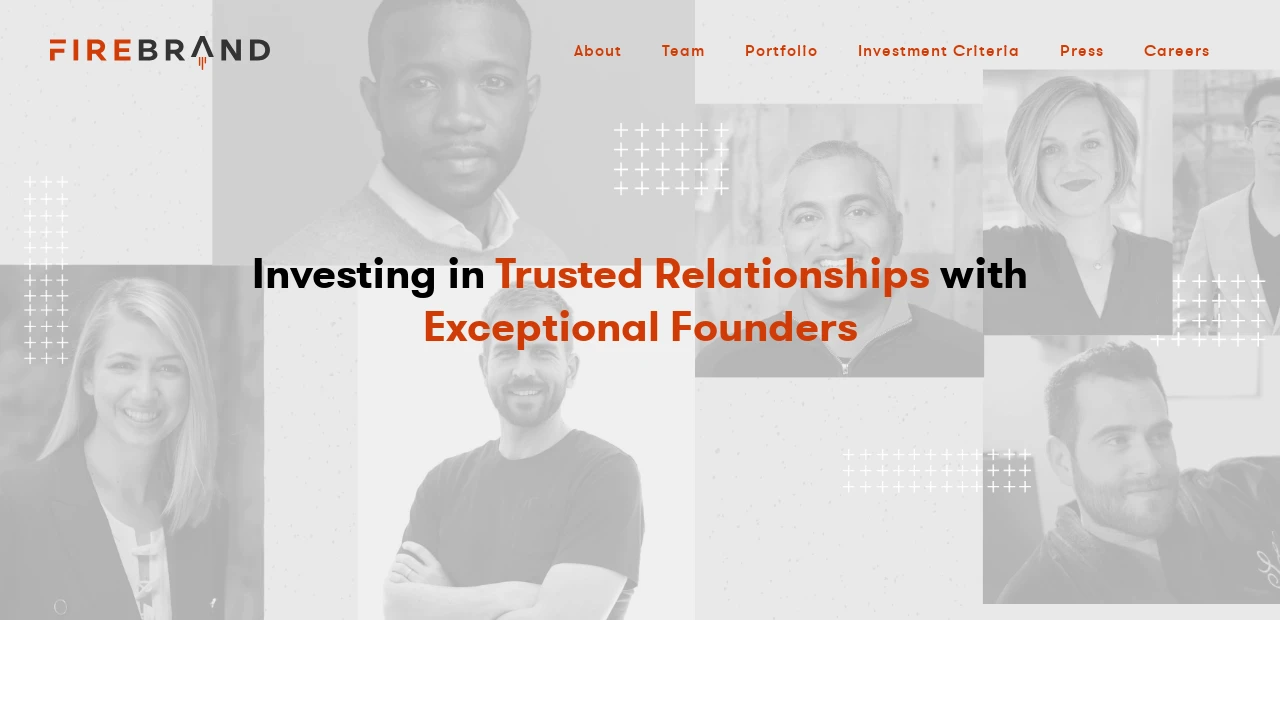 FIREBRAND
About Team Portfolio Investment Criteria Press Careers
Investing in Trusted Relationships with
Exceptional Founders